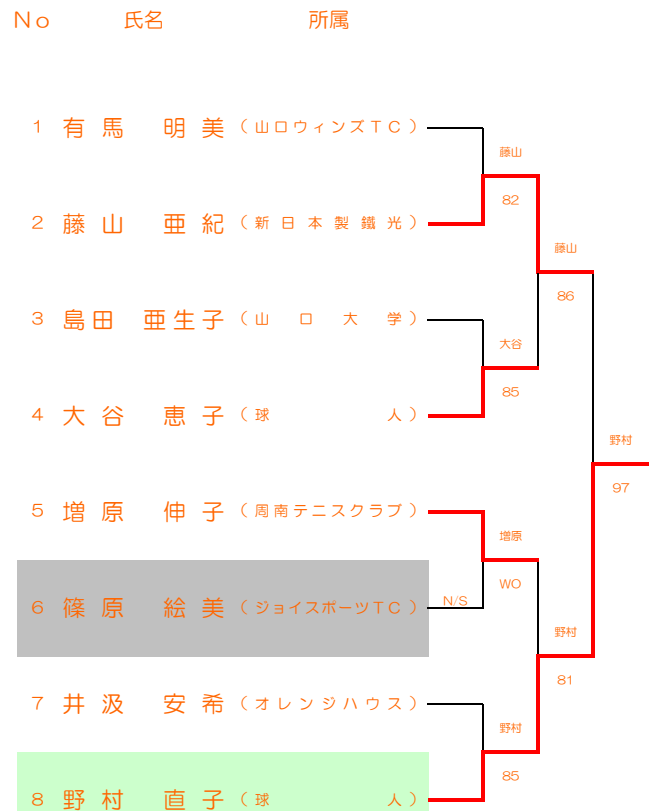 No 氏名 所属
1 有馬 明美 (山口ウィンズTC)
藤山
82
2 藤山 亜紀 (新日本製鐵光)
藤山
86
3 島田 亜生子 (山口大学)
大谷
85
4 大谷 恵子 (球人)
野村
97
5 増原 伸子 (周南テニスクラブ)
増原
WO
6 篠原 絵美 (ジョイスポーツTC) N/S
野村
81
7 井汲 安希 (オレンジハウス)
野村
85
8 野村 直子 (球人)